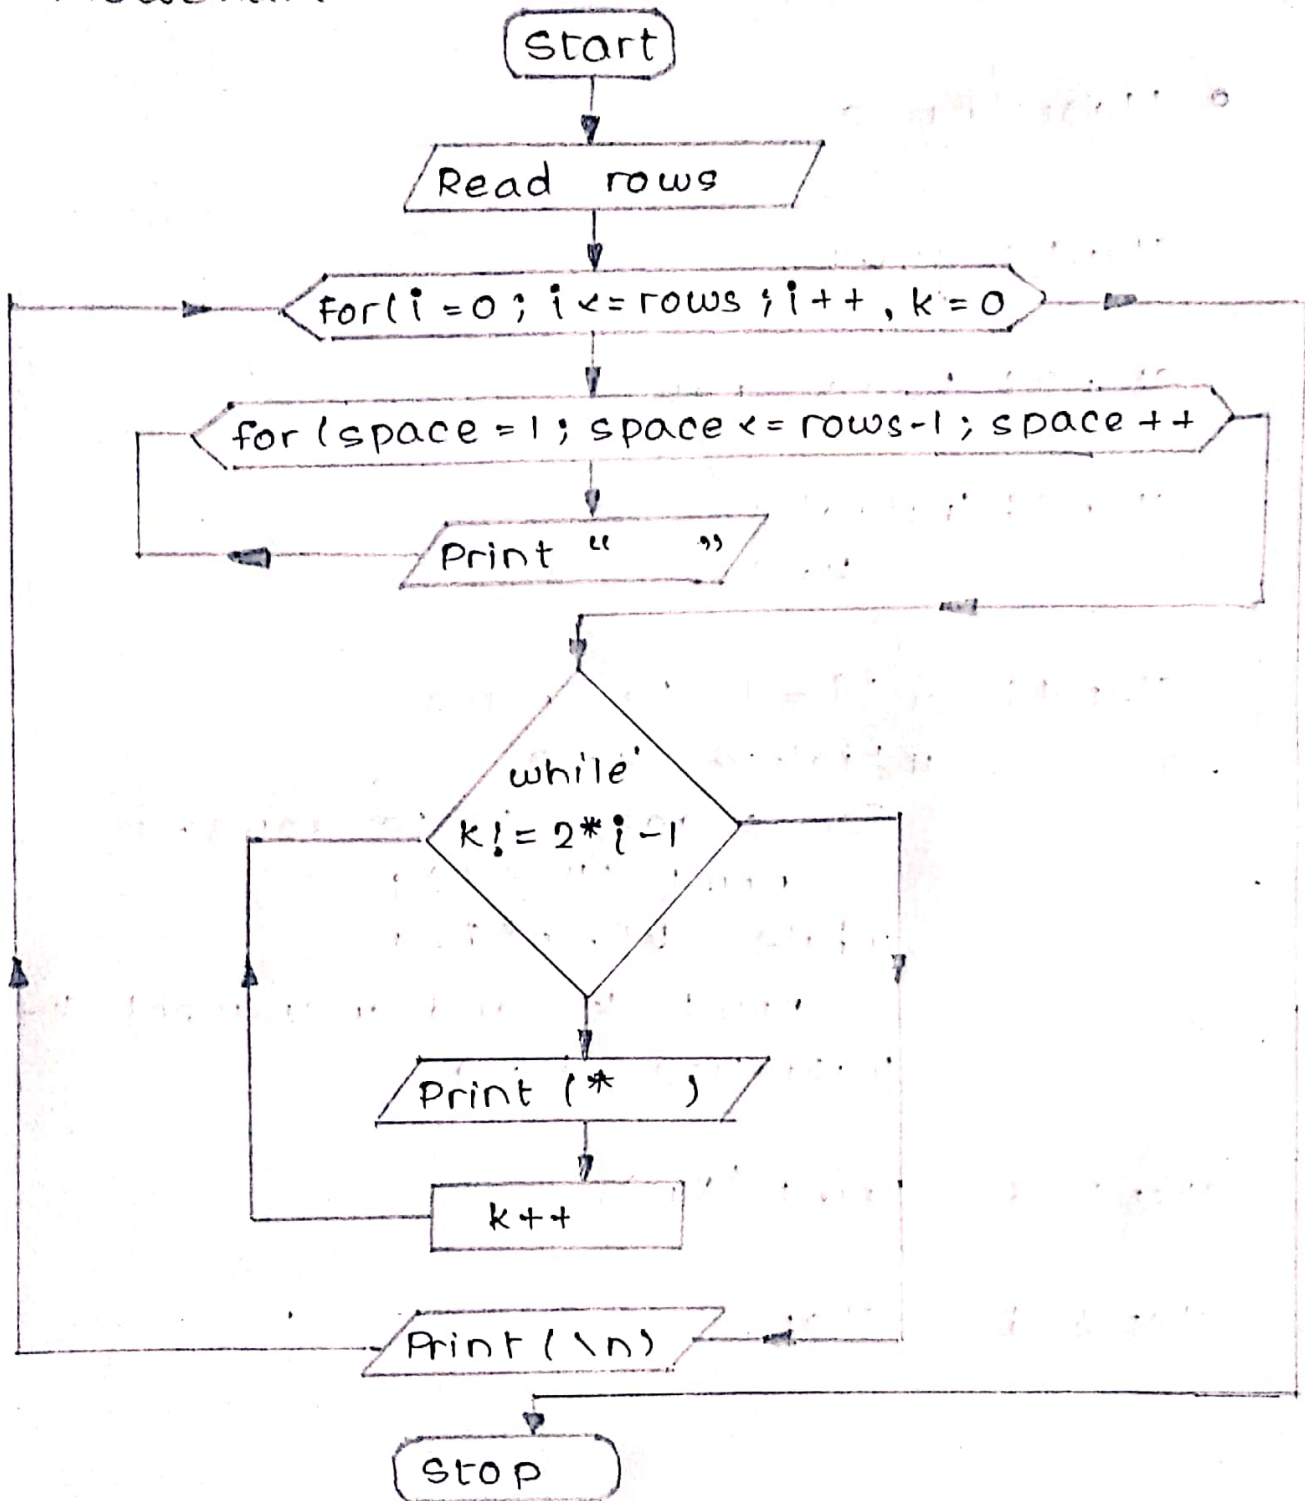 Start
Read rows
for(i=0; i<=rows; i++, k=0
for(space=1; space<=rows-1; space++
Print " "
while
k!=2*i-1
Print (* )
k++
Print (\n)
Stop